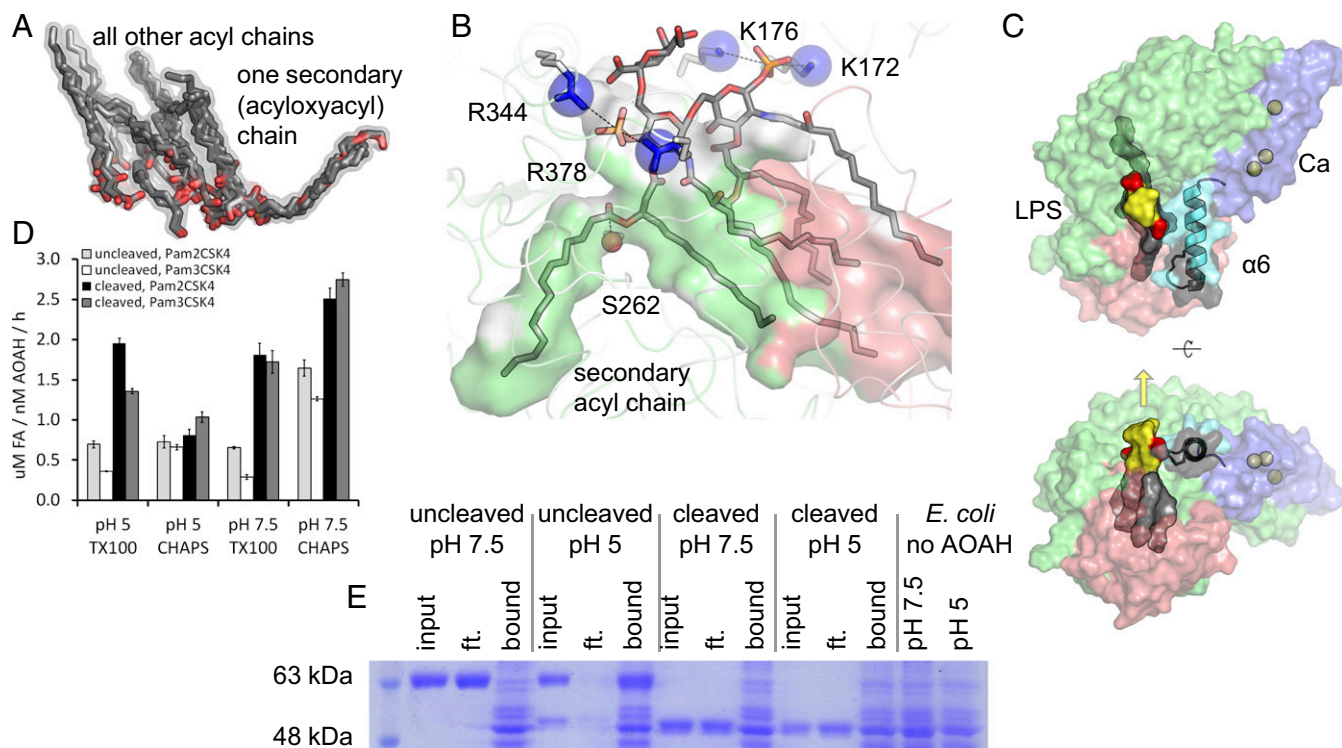 A
all other acyl chains
one secondary
(acyloxyacyl)
chain
B
K176
K172
R344
R378
S262
secondary
acyl chain
C
Ca
LPS
α6
D
uncleaved, Pam2CSK4
uncleaved, Pam3CSK4
cleaved, Pam2CSK4
cleaved, Pam3CSK4
uM FA / nM AOAH / h
3.0
2.5
2.0
1.5
1.0
0.5
0.0
pH 5
TX100
pH 5
CHAPS
pH 7.5
TX100
pH 7.5
CHAPS
E
uncleaved
pH 7.5
uncleaved
pH 5
cleaved
pH 7.5
cleaved
pH 5
E. coli
no AOAH
input
ft.
bound
input
ft.
bound
input
ft.
bound
input
ft.
bound
pH 7.5
pH 5
63 kDa
48 kDa